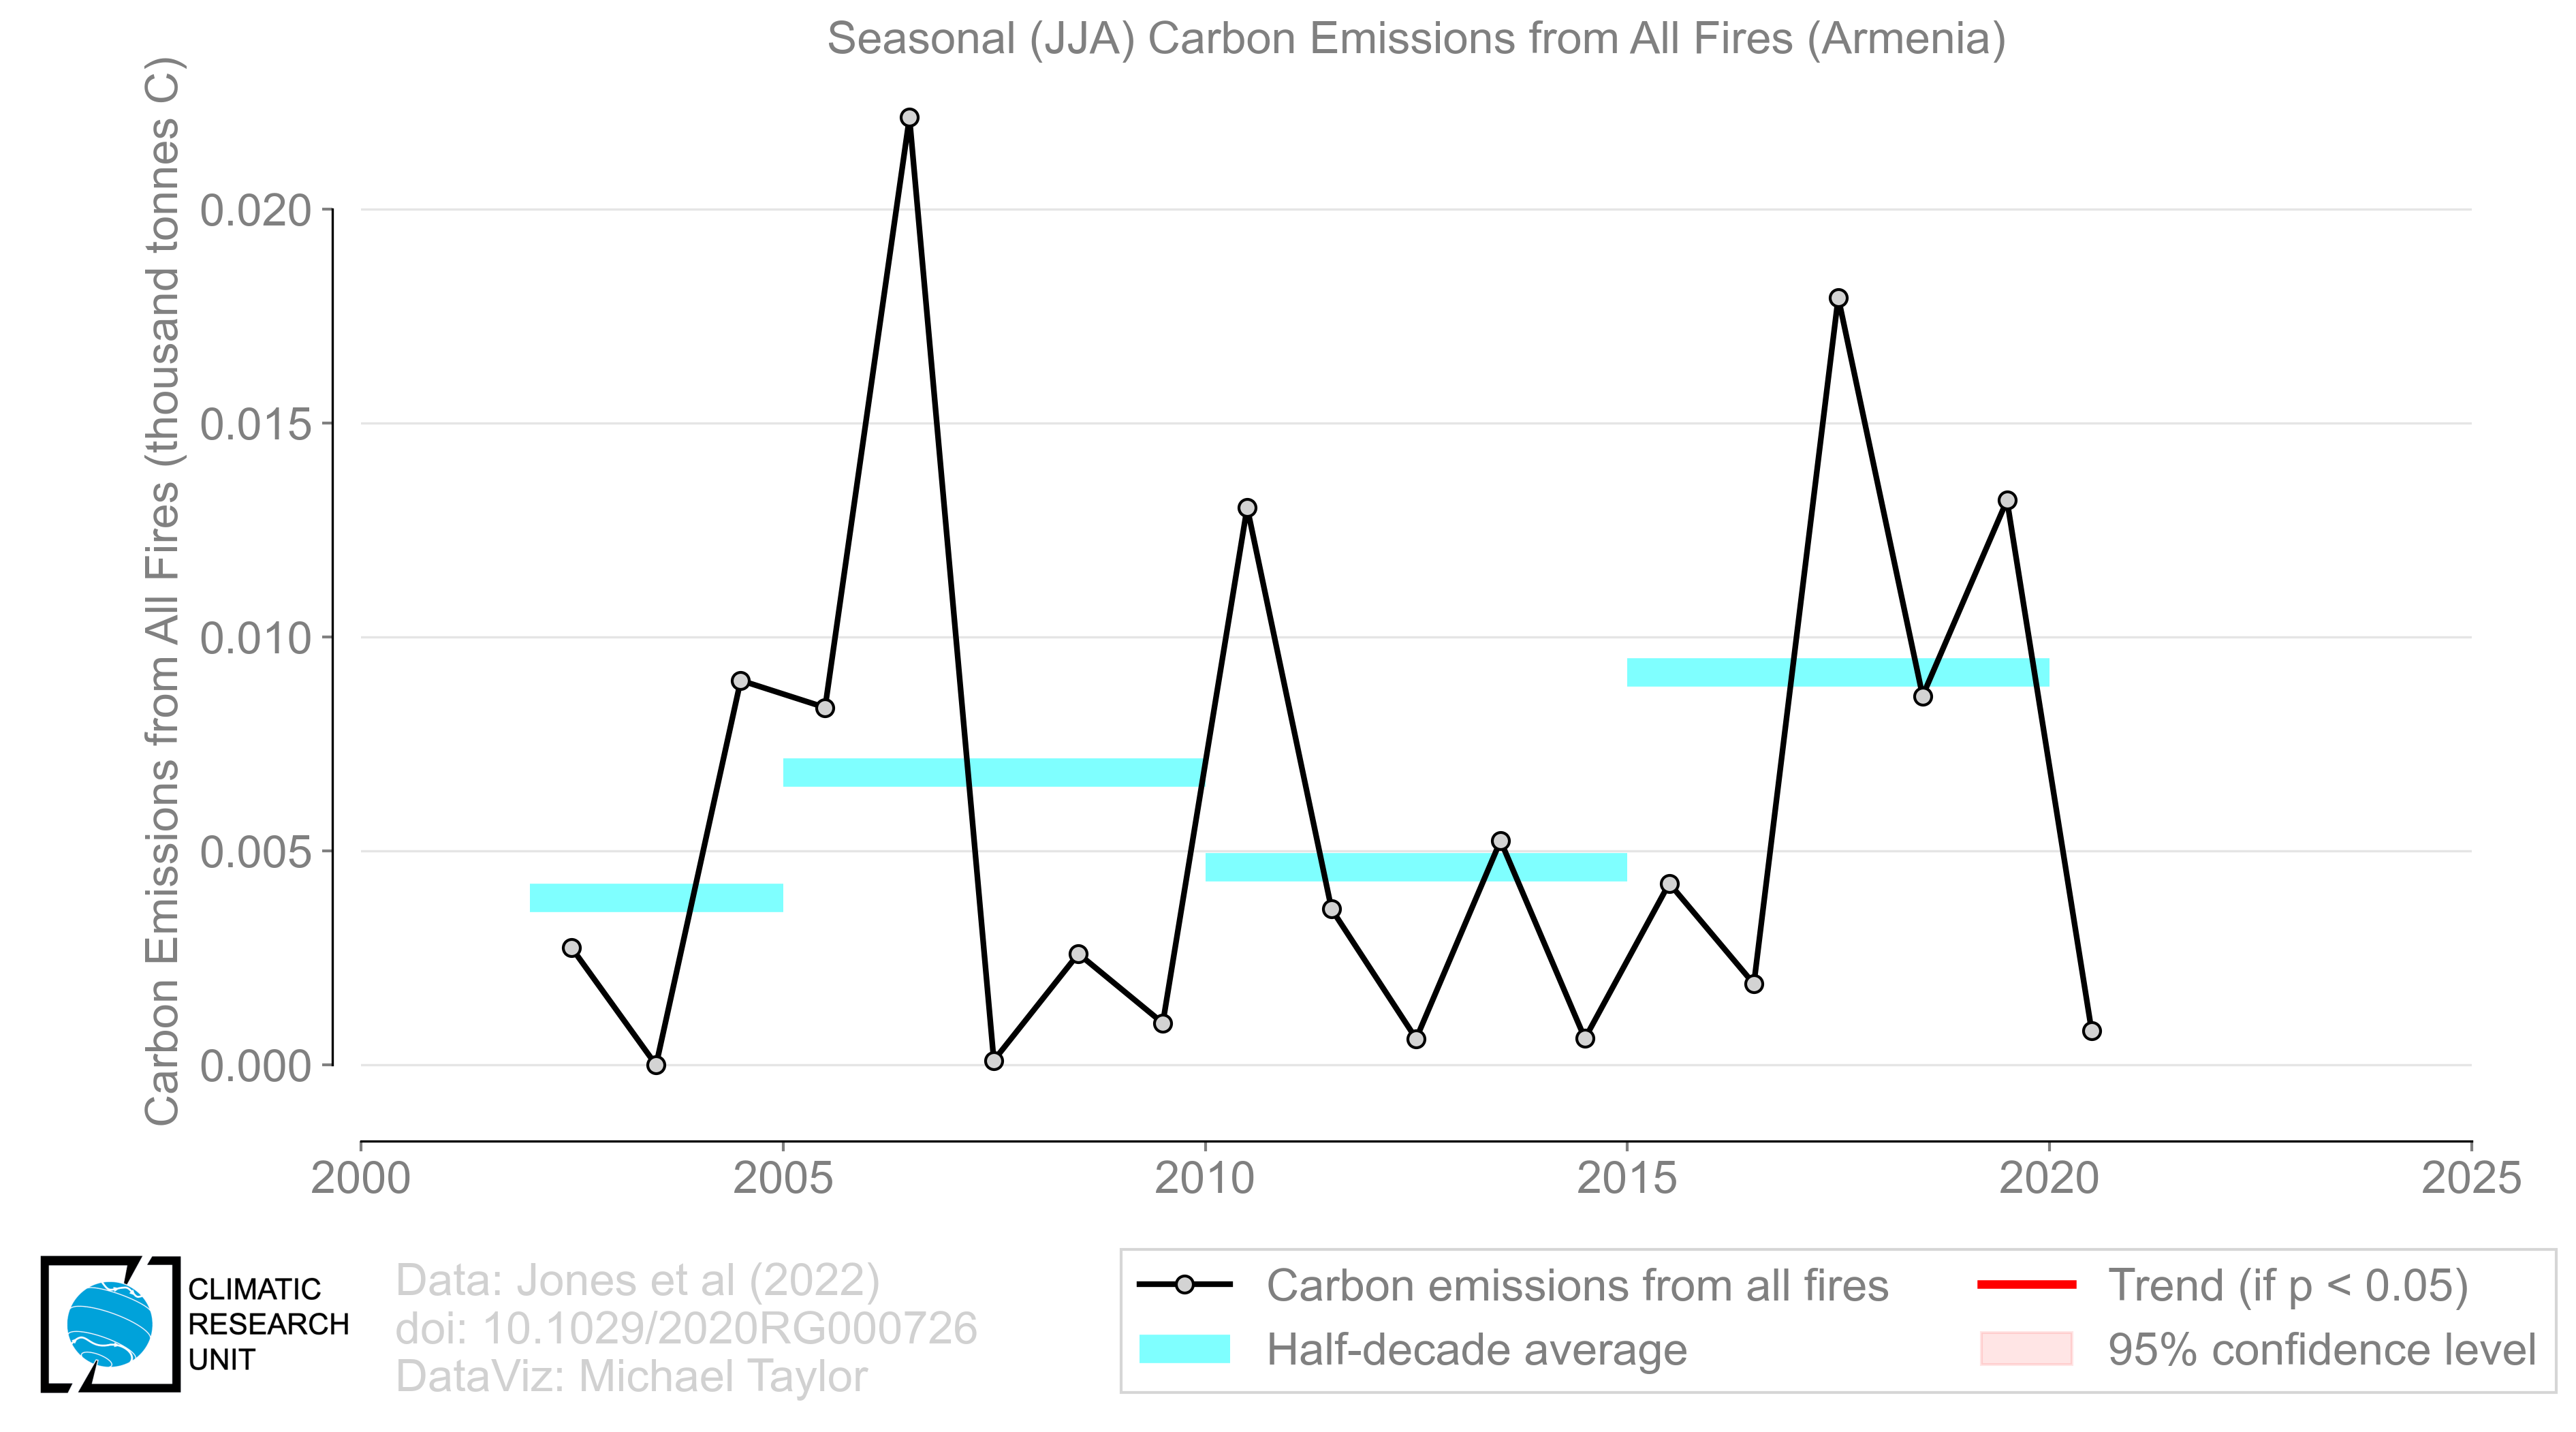 Seasonal (JJA) Carbon Emissions from All Fires (Armenia)
Carbon Emissions from All Fires (thousand tonnes C)
0.020
0.015
0.010
0.005
0.000
2000 2005 2010 2015 2020 2025
CLIMATIC
RESEARCH
UNIT
Data: Jones et al (2022)
doi: 10.1029/2020RG000726
DataViz: Michael Taylor
Carbon emissions from all fires
Half-decade average
Trend (if p < 0.05)
95% confidence level